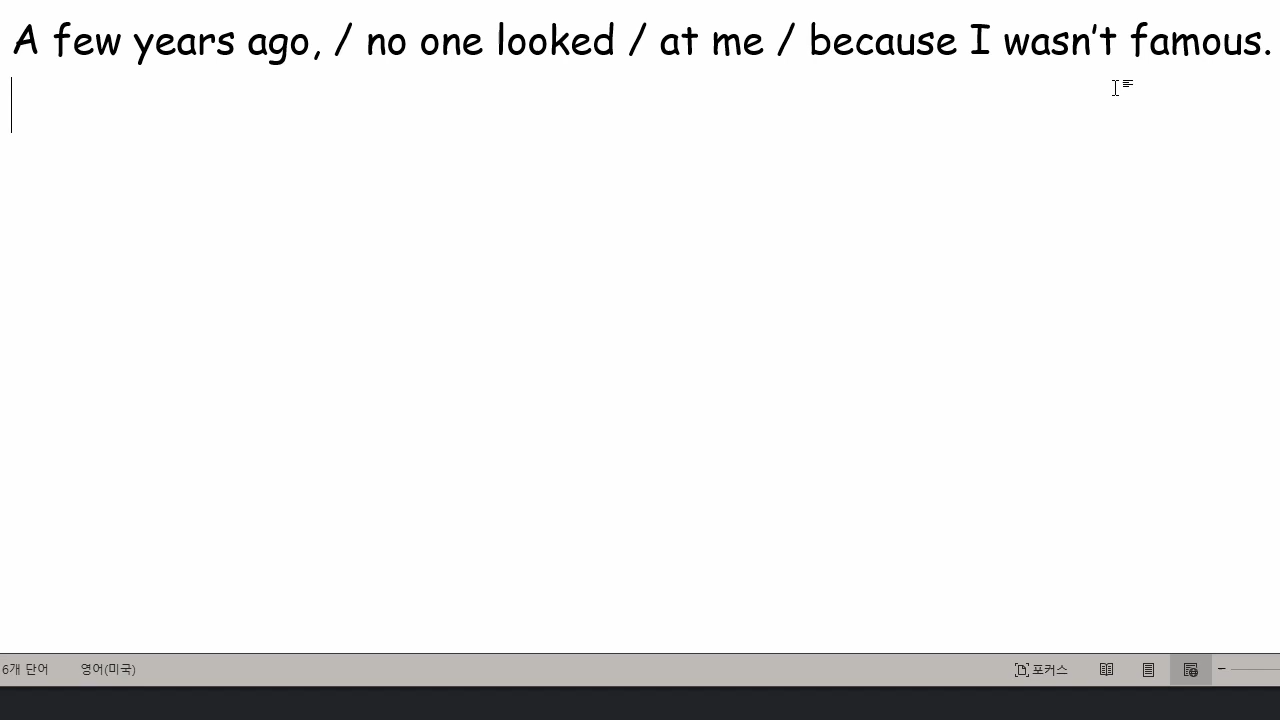 A few years ago, / no one looked / at me / because I wasn't famous.
6개 단어 영어(미국) 포커스